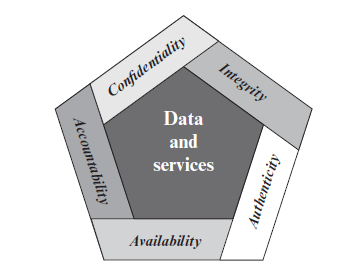 Confidentiality
Integrity
Accountability
Data
and
services
Authenticity
Availability